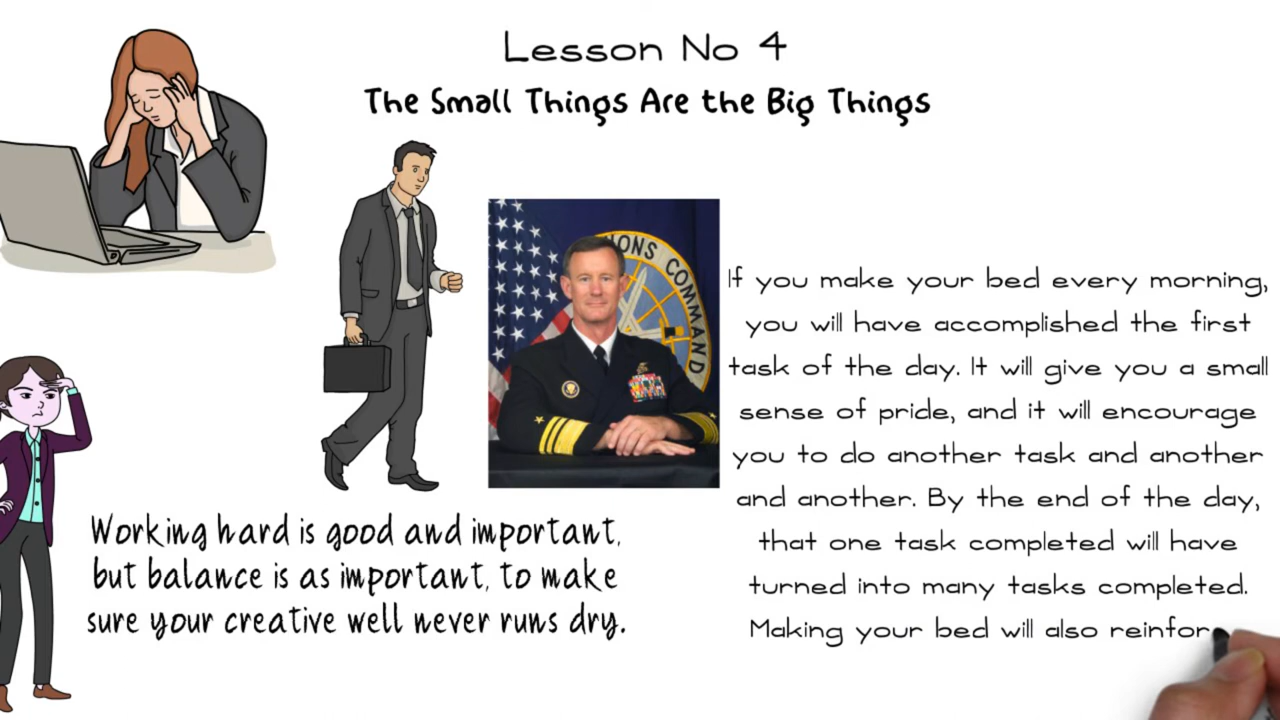 Lesson No 4
The Small Things Are the Big Things
ONS COMMAND
If you make your bed every morning,
you will have accomplished the first
task of the day. It will give you a small
sense of pride, and it will encourage
you to do another task and another
and another. By the end of the day,
that one task completed will have
turned into many tasks completed.
Making your bed will also reinfor
Working hard is good and important,
but balance is as important, to make
sure your creative well never runs dry.